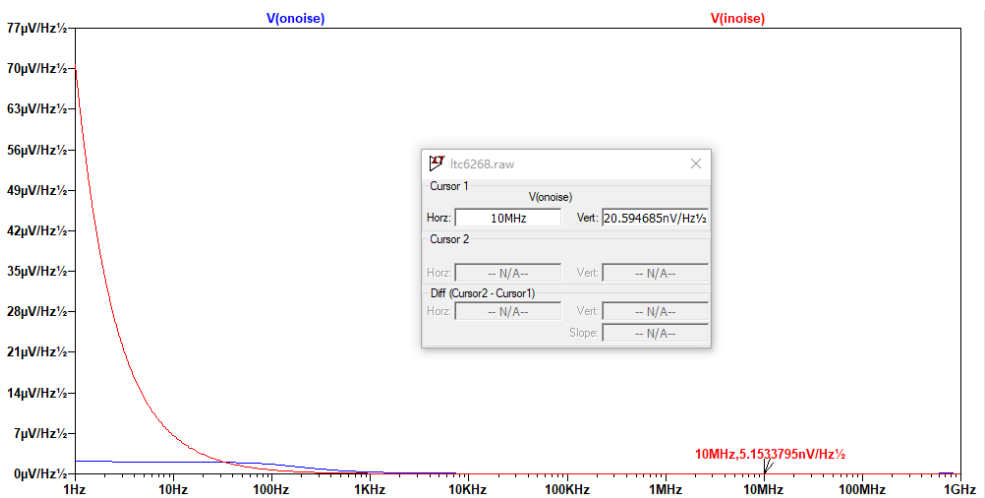 V(onoise) V(inoise)
77µV/Hz½
70µV/Hz½
63µV/Hz½
56µV/Hz½
49µV/Hz½
42µV/Hz½
35µV/Hz½
28µV/Hz½
21µV/Hz½
14µV/Hz½
7µV/Hz½
0µV/Hz½
ltc6268.raw
Cursor 1
V(onoise)
Horz: 10MHz Vert: 20.594685nV/Hz½
Cursor 2
Horz: -- N/A-- Vert: -- N/A--
Diff (Cursor2 - Cursor1)
Horz: -- N/A-- Vert: -- N/A--
Slope: -- N/A--
10MHz,5.1533795nV/Hz½
1Hz 10Hz 100Hz 1KHz 10KHz 100KHz 1MHz 10MHz 100MHz 1GHz